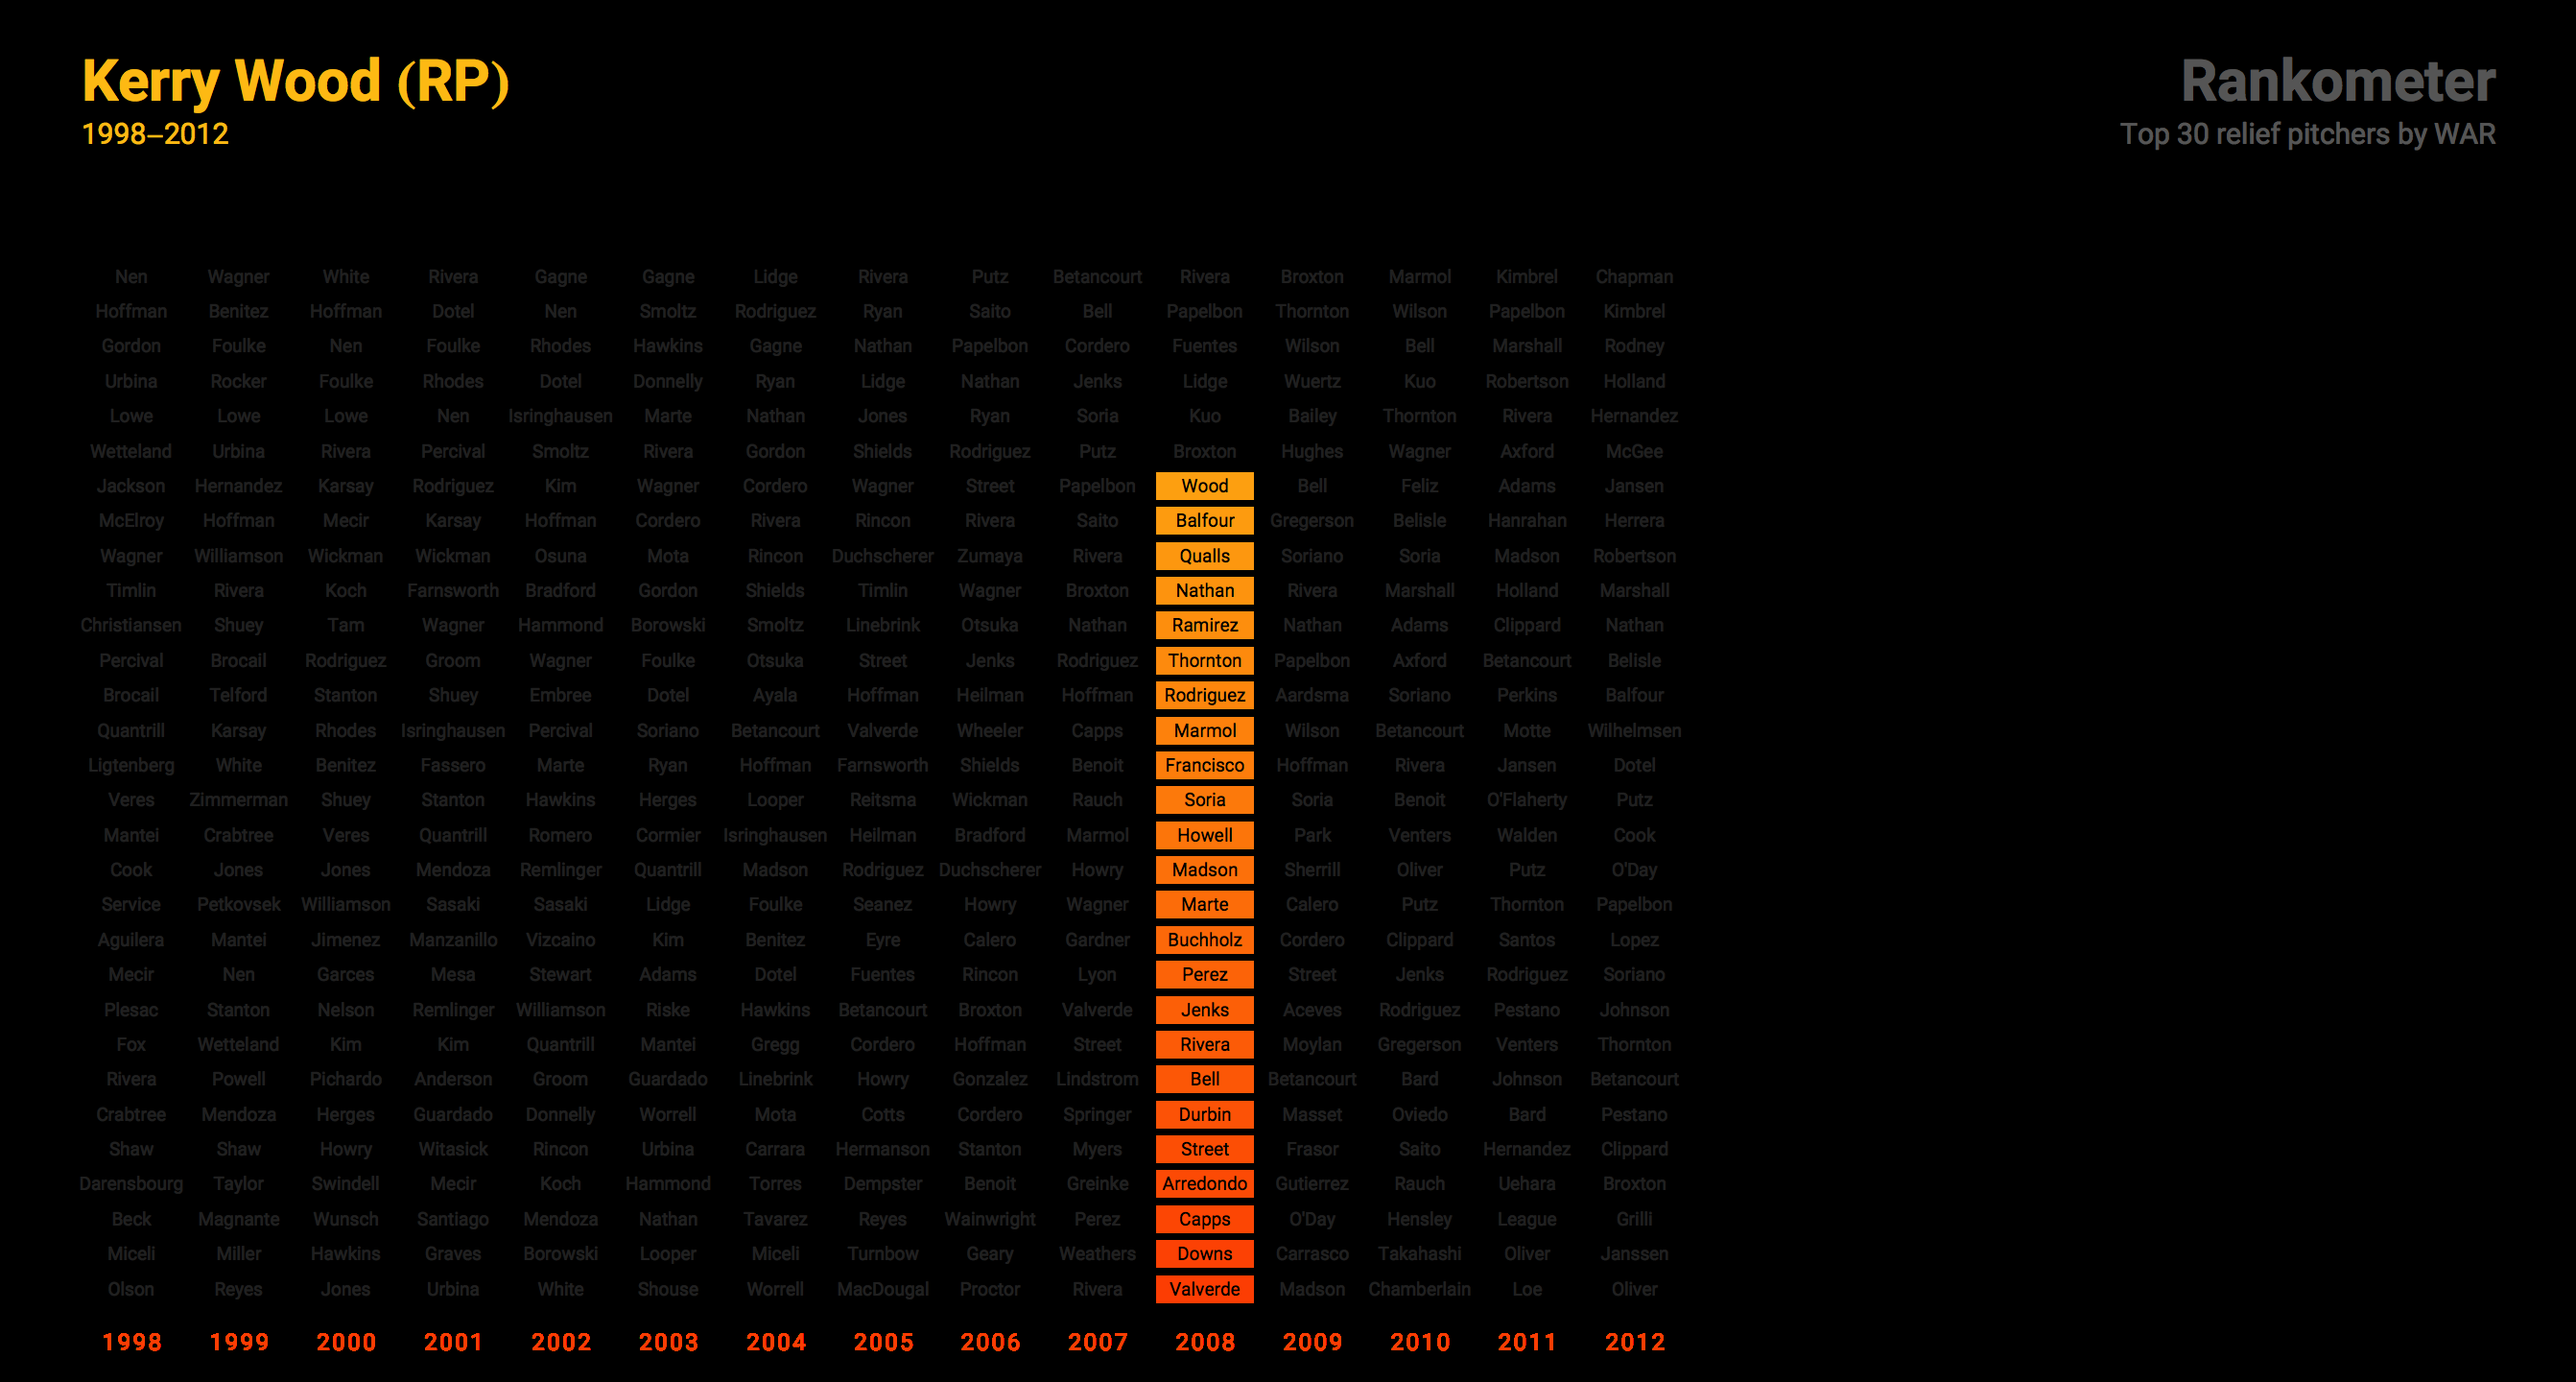 Kerry Wood (RP)
1998–2012
Rankometer
Top 30 relief pitchers by WAR
Nen Wagner White Rivera Gagne Gagne Lidge Rivera Putz Betancourt Rivera Broxton Marmol Kimbrel Chapman
Hoffman Benitez Hoffman Dotel Nen Smoltz Rodriguez Ryan Saito Bell Papelbon Thornton Wilson Papelbon Kimbrel
Gordon Foulke Nen Foulke Rhodes Hawkins Gagne Nathan Papelbon Cordero Fuentes Wilson Bell Marshall Rodney
Urbina Rocker Foulke Rhodes Dotel Donnelly Ryan Lidge Nathan Jenks Lidge Wuertz Kuo Robertson Holland
Lowe Lowe Lowe Nen Isringhausen Marte Nathan Jones Ryan Soria Kuo Bailey Thornton Rivera Hernandez
Wetteland Urbina Rivera Percival Smoltz Rivera Gordon Shields Rodriguez Putz Broxton Hughes Wagner Axford McGee
Jackson Hernandez Karsay Rodriguez Kim Wagner Cordero Wagner Street Papelbon Wood Bell Feliz Adams Jansen
McElroy Hoffman Mecir Karsay Hoffman Cordero Rivera Rincon Rivera Saito Balfour Gregerson Belisle Hanrahan Herrera
Wagner Williamson Wickman Wickman Osuna Mota Rincon Duchscherer Zumaya Rivera Qualls Soriano Soria Madson Robertson
Timlin Rivera Koch Farnsworth Bradford Gordon Shields Timlin Wagner Broxton Nathan Rivera Marshall Holland Marshall
Christiansen Shuey Tam Wagner Hammond Borowski Smoltz Linebrink Otsuka Nathan Ramirez Nathan Adams Clippard Nathan
Percival Brocail Rodriguez Groom Wagner Foulke Otsuka Street Jenks Rodriguez Thornton Papelbon Axford Betancourt Belisle
Brocail Telford Stanton Shuey Embree Dotel Ayala Hoffman Heilman Hoffman Rodriguez Aardsma Soriano Perkins Balfour
Quantrill Karsay Rhodes Isringhausen Percival Soriano Betancourt Valverde Wheeler Capps Marmol Wilson Betancourt Motte Wilhelmsen
Ligtenberg White Benitez Fassero Marte Ryan Hoffman Farnsworth Shields Benoit Francisco Hoffman Rivera Jansen Dotel
Veres Zimmerman Shuey Stanton Hawkins Herges Looper Reitsma Wickman Rauch Soria Soria Benoit O'Flaherty Putz
Mantei Crabtree Veres Quantrill Romero Cormier Isringhausen Heilman Bradford Marmol Howell Park Venters Walden Cook
Cook Jones Jones Mendoza Remlinger Quantrill Madson Rodriguez Duchscherer Howry Madson Sherrill Oliver Putz O'Day
Service Petkovsek Williamson Sasaki Sasaki Lidge Foulke Seanez Howry Wagner Marte Calero Putz Thornton Papelbon
Aguilera Mantei Jimenez Manzanillo Vizcaino Kim Benitez Eyre Calero Gardner Buchholz Cordero Clippard Santos Lopez
Mecir Nen Garces Mesa Stewart Adams Dotel Fuentes Rincon Lyon Perez Street Jenks Rodriguez Soriano
Plesac Stanton Nelson Remlinger Williamson Riske Hawkins Betancourt Broxton Valverde Jenks Aceves Rodriguez Pestano Johnson
Fox Wetteland Kim Kim Quantrill Mantei Gregg Cordero Hoffman Street Rivera Moylan Gregerson Venters Thornton
Rivera Powell Pichardo Anderson Groom Guardado Linebrink Howry Gonzalez Lindstrom Bell Betancourt Bard Johnson Betancourt
Crabtree Mendoza Herges Guardado Donnelly Worrell Mota Cotts Cordero Springer Durbin Masset Oviedo Bard Pestano
Shaw Shaw Howry Witasick Rincon Urbina Carrara Hermanson Stanton Myers Street Frasor Saito Hernandez Clippard
Darensbourg Taylor Swindell Mecir Koch Hammond Torres Dempster Benoit Greinke Arredondo Gutierrez Rauch Uehara Broxton
Beck Magnante Wunsch Santiago Mendoza Nathan Tavarez Reyes Wainwright Perez Capps O'Day Hensley League Grilli
Miceli Miller Hawkins Graves Borowski Looper Miceli Turnbow Geary Weathers Downs Carrasco Takahashi Oliver Janssen
Olson Reyes Jones Urbina White Shouse Worrell MacDougal Proctor Rivera Valverde Madson Chamberlain Loe Oliver
1998 1999 2000 2001 2002 2003 2004 2005 2006 2007 2008 2009 2010 2011 2012